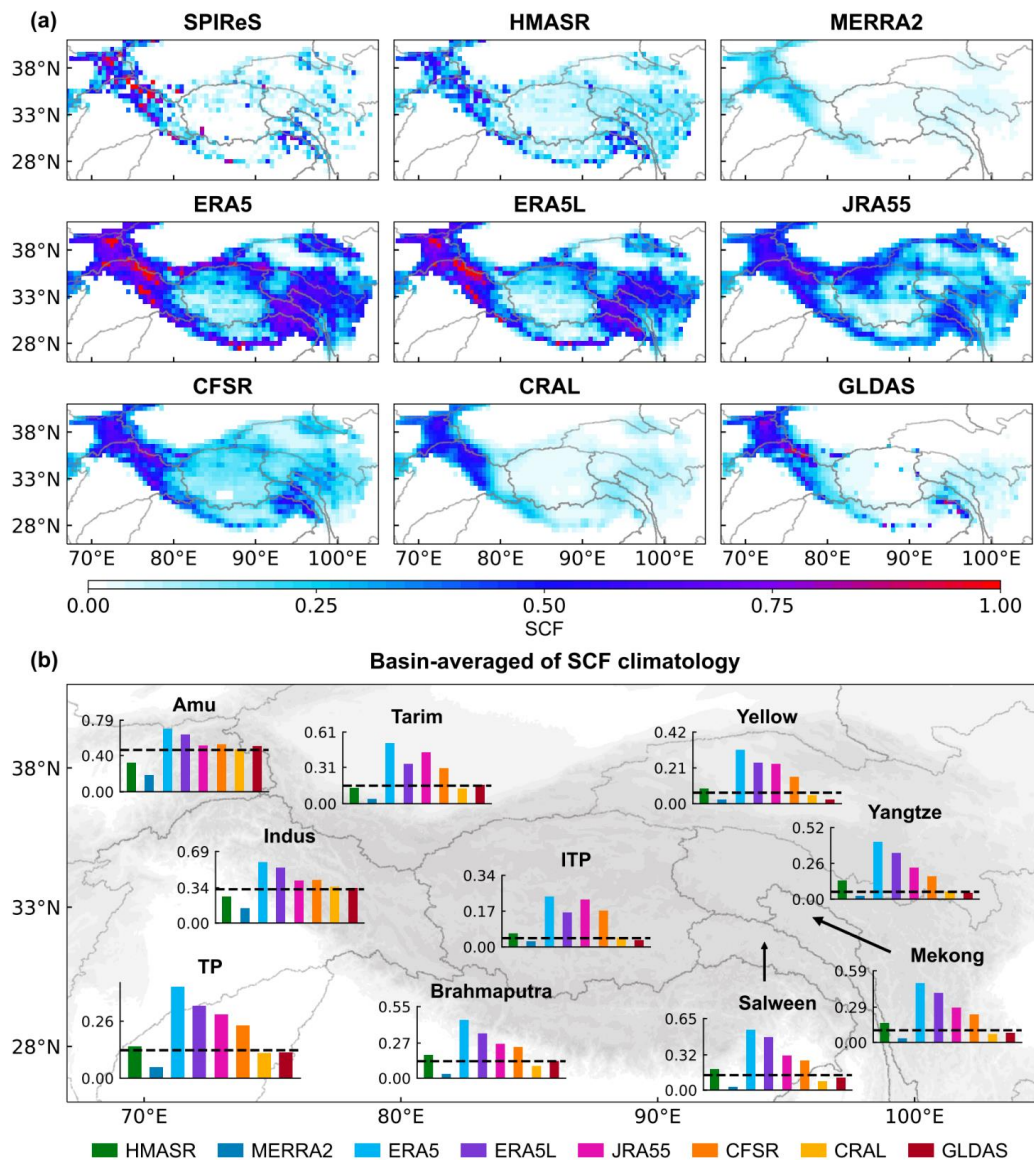 (a)
SPIReS HMASR MERRA2
38°N
33°N
28°N
ERA5 ERA5L JRA55
38°N
33°N
28°N
CFSR CRAL GLDAS
38°N
33°N
28°N
70°E 80°E 90°E 100°E 70°E 80°E 90°E 100°E 70°E 80°E 90°E 100°E
0.00 0.25 0.50 0.75 1.00
SCF
(b) Basin-averaged of SCF climatology
Amu
0.79
0.40
0.00
Tarim
0.61
0.31
0.00
Yellow
0.42
0.21
0.00
Indus
0.69
0.34
0.00
ITP
0.34
0.17
0.00
Yangtze
0.52
0.26
0.00
TP
0.26
0.00
Brahmaputra
0.55
0.27
0.00
Salween
0.65
0.32
0.00
Mekong
0.59
0.29
0.00
38°N
33°N
28°N
70°E 80°E 90°E 100°E
HMASR MERRA2 ERA5 ERA5L JRA55 CFSR CRAL GLDAS